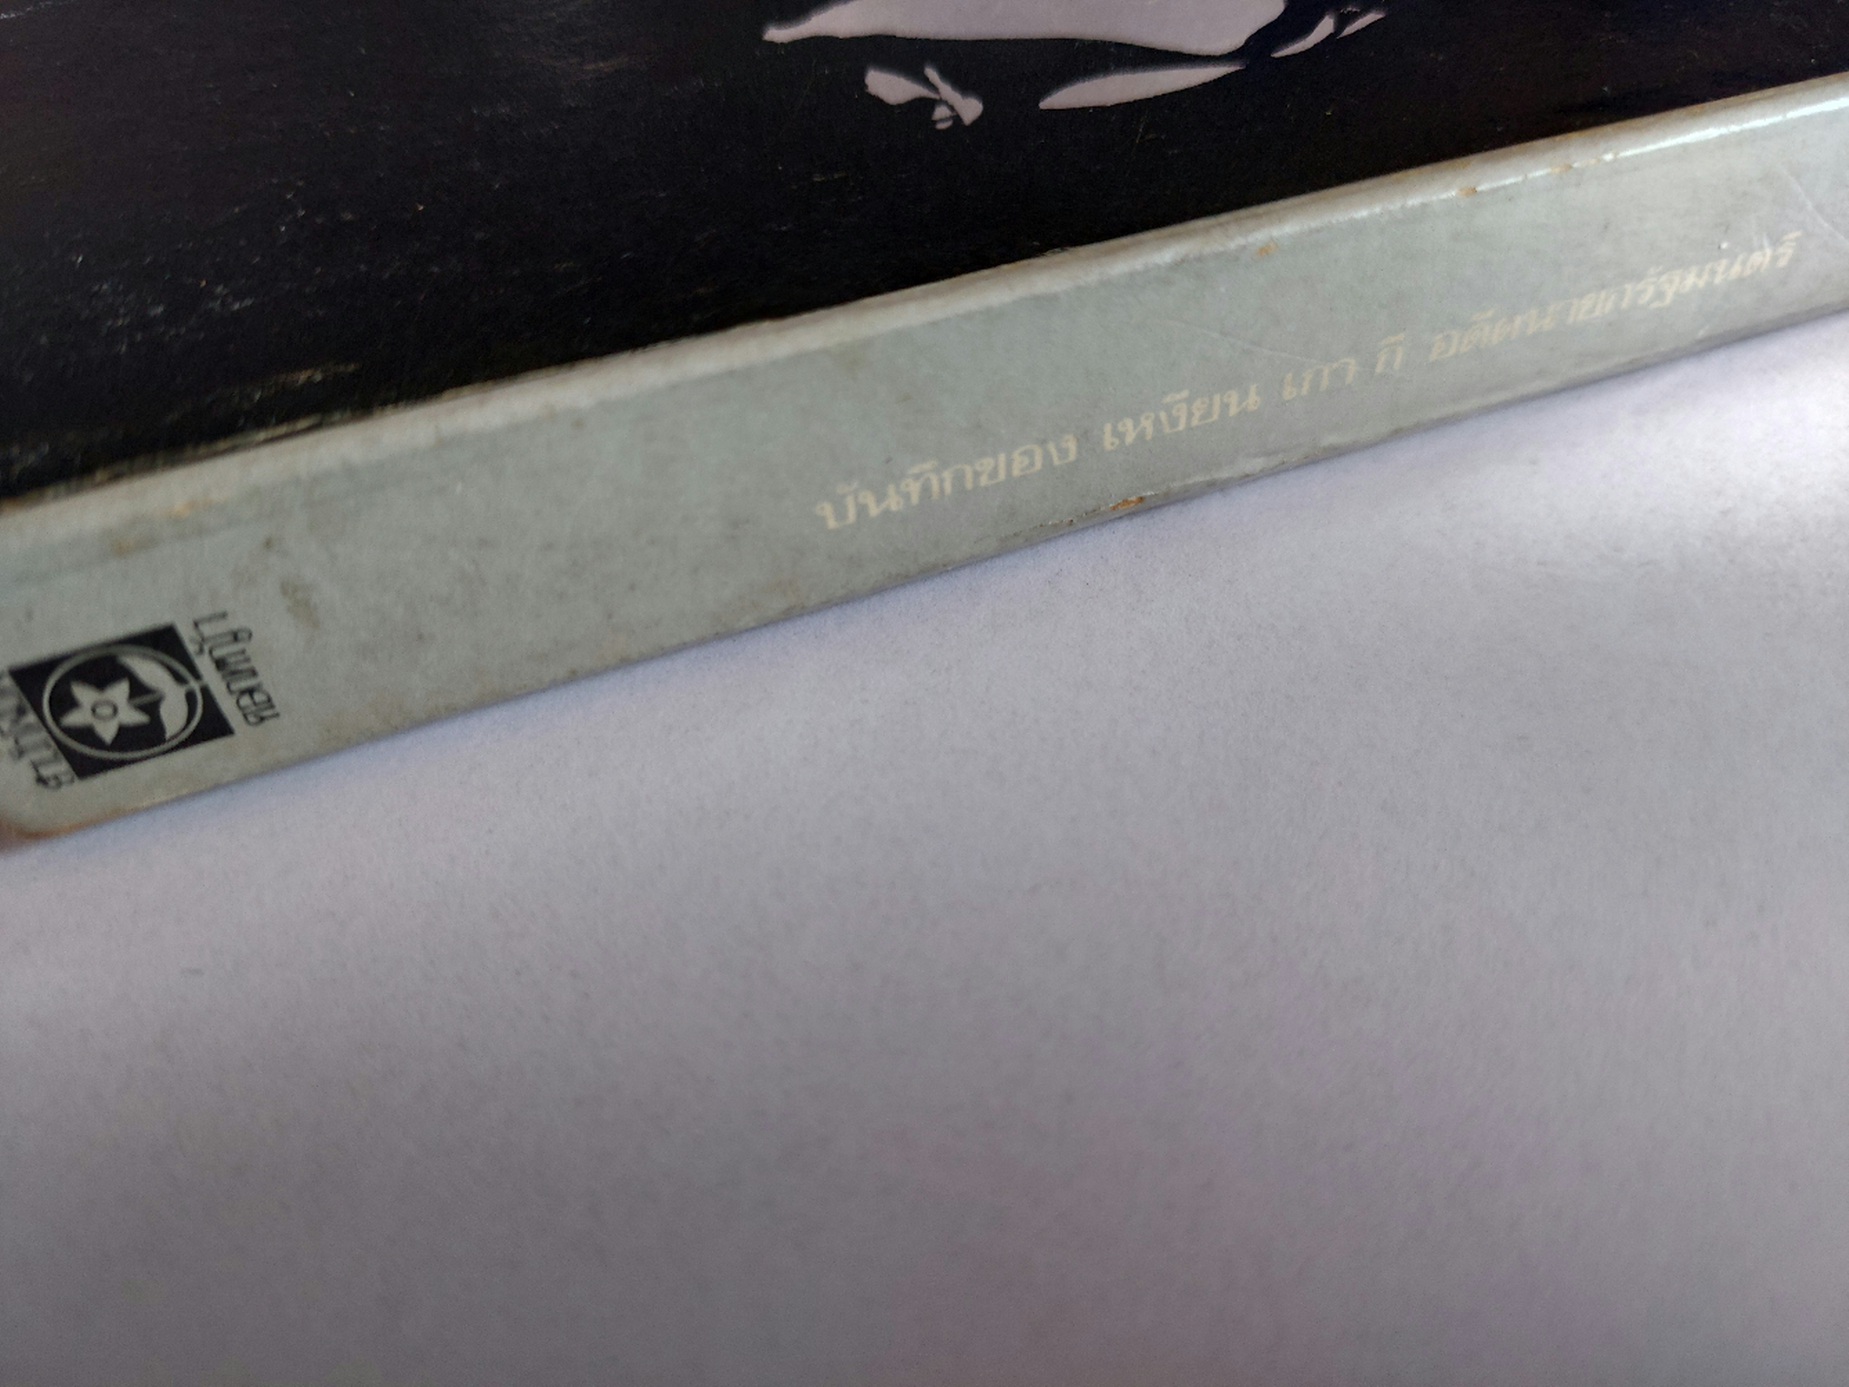 บันทึกของ เหงียน เกา กี อดีตนายกรัฐมนตรี